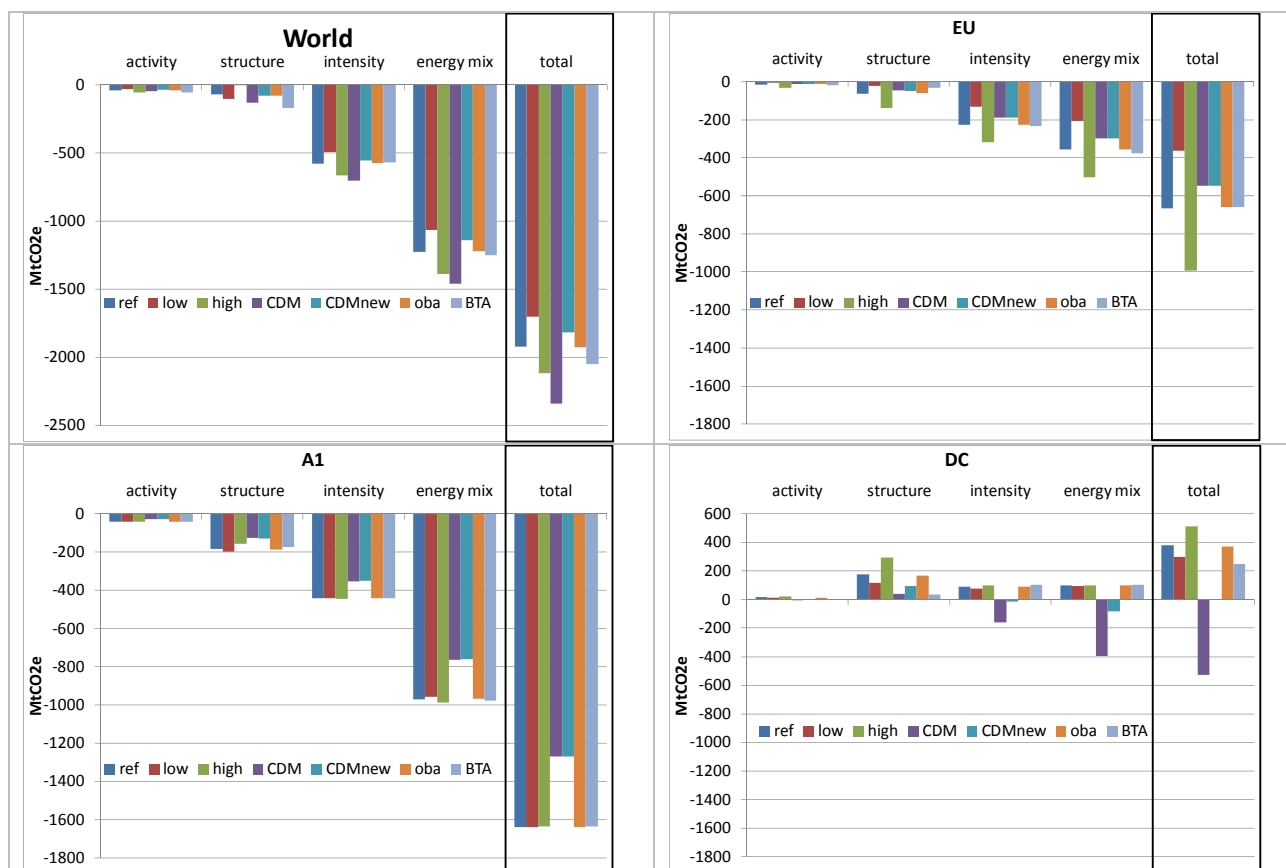 World
activity structure intensity energy mix total
0
-500
-1000
-1500
-2000
-2500
MtCO2e
ref low high CDM CDMnew oba BTA
EU
activity structure intensity energy mix total
0
-200
-400
-600
-800
-1000
-1200
-1400
-1600
-1800
MtCO2e
ref low high CDM CDMnew oba BTA
A1
activity structure intensity energy mix total
0
-200
-400
-600
-800
-1000
-1200
-1400
-1600
-1800
MtCO2e
ref low high CDM CDMnew oba BTA
DC
activity structure intensity energy mix total
600
400
200
0
-200
-400
-600
-800
-1000
-1200
-1400
-1600
-1800
MtCO2e
ref low high CDM CDMnew oba BTA